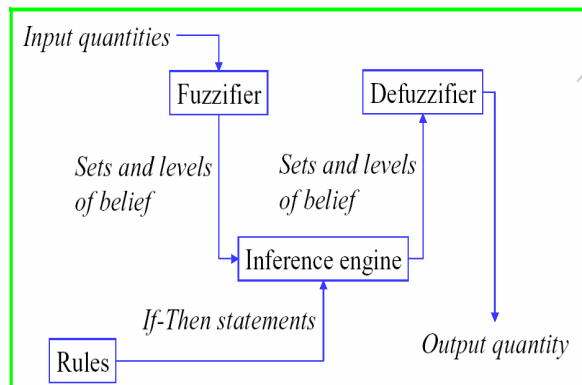 Input quantities
Fuzzifier
Defuzzifier
Sets and levels
of belief
Sets and levels
of belief
Inference engine
If-Then statements
Rules
Output quantity